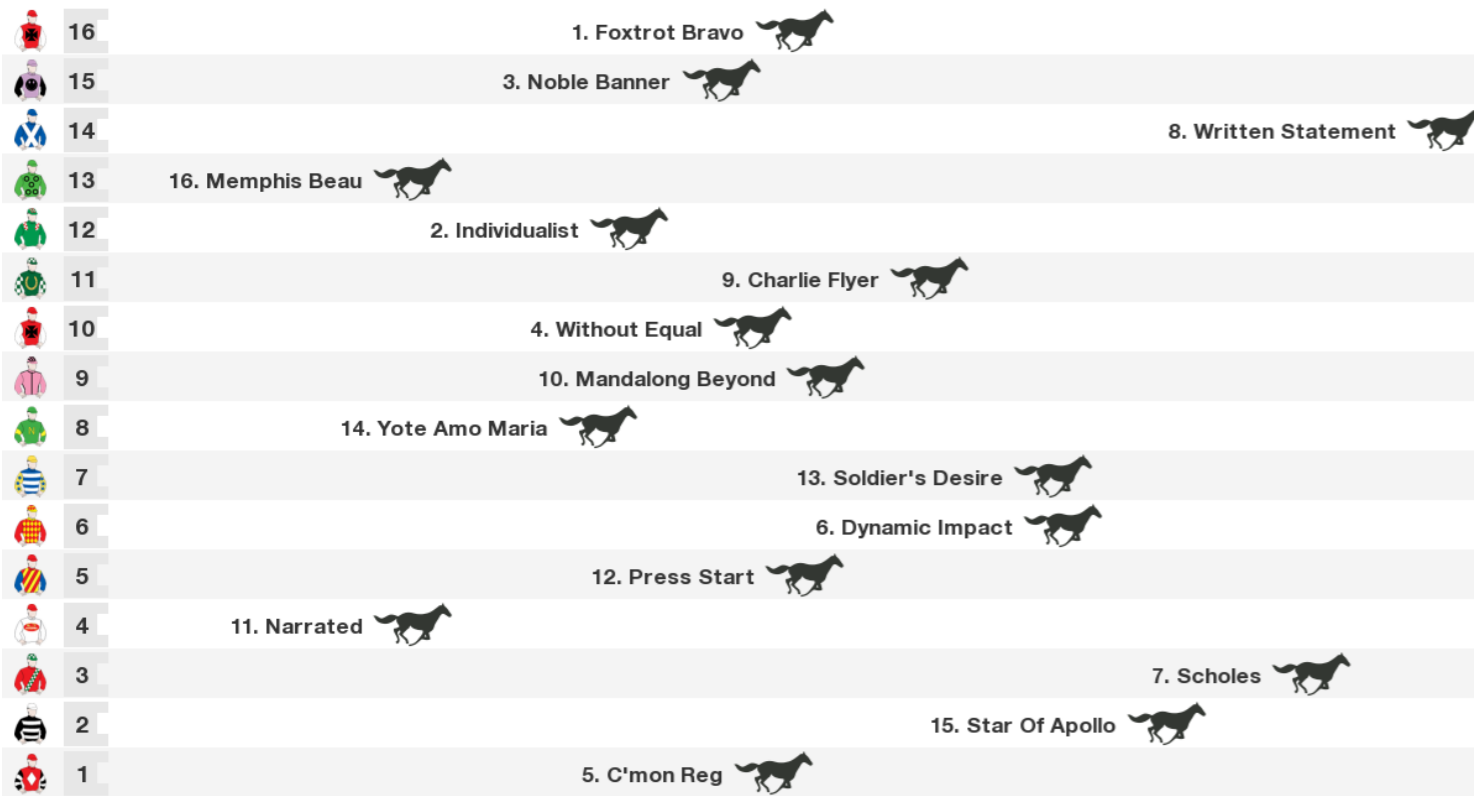 16 1. Foxtrot Bravo
15 3. Noble Banner
14 8. Written Statement
13 16. Memphis Beau
12 2. Individualist
11 9. Charlie Flyer
10 4. Without Equal
9 10. Mandalong Beyond
8 14. Yote Amo Maria
7 13. Soldier's Desire
6 6. Dynamic Impact
5 12. Press Start
4 11. Narrated
3 7. Scholes
2 15. Star Of Apollo
1 5. C'mon Reg